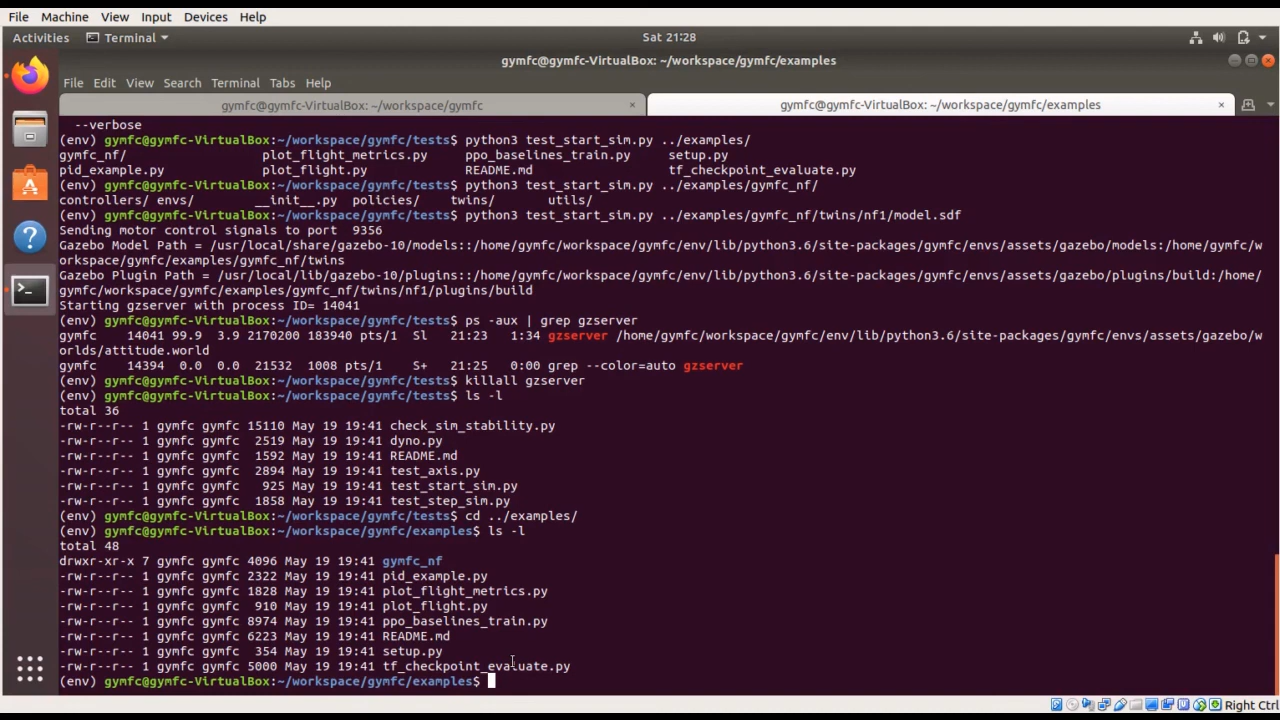 File Machine View Input Devices Help
Activities Terminal Sat 21:28
gymfc@gymfc-VirtualBox: ~/workspace/gymfc/examples
File Edit View Search Terminal Tabs Help
gymfc@gymfc-VirtualBox: ~/workspace/gymfc × gymfc@gymfc-VirtualBox: ~/workspace/gymfc/examples ×
--verbose
(env) gymfc@gymfc-VirtualBox:~/workspace/gymfc/tests$ python3 test_start_sim.py ../examples/
gymfc_nf/ plot_flight_metrics.py ppo_baselines_train.py setup.py
pid_example.py plot_flight.py README.md tf_checkpoint_evaluate.py
(env) gymfc@gymfc-VirtualBox:~/workspace/gymfc/tests$ python3 test_start_sim.py ../examples/gymfc_nf/
controllers/ envs/ __init__.py policies/ twins/ utils/
(env) gymfc@gymfc-VirtualBox:~/workspace/gymfc/tests$ python3 test_start_sim.py ../examples/gymfc_nf/twins/nf1/model.sdf
Sending motor control signals to port 9356
Gazebo Model Path = /usr/local/share/gazebo-10/models::/home/gymfc/workspace/gymfc/env/lib/python3.6/site-packages/gymfc/envs/assets/gazebo/models:/home/gymfc/w
orkspace/gymfc/examples/gymfc_nf/twins
Gazebo Plugin Path = /usr/local/lib/gazebo-10/plugins::/home/gymfc/workspace/gymfc/env/lib/python3.6/site-packages/gymfc/envs/assets/gazebo/plugins/build:/home/
gymfc/workspace/gymfc/examples/gymfc_nf/twins/nf1/plugins/build
Starting gzserver with process ID= 14041
(env) gymfc@gymfc-VirtualBox:~/workspace/gymfc/tests$ ps -aux | grep gzserver
gymfc 14041 99.9 3.9 2170200 183940 pts/1 Sl 21:23 1:34 gzserver /home/gymfc/workspace/gymfc/env/lib/python3.6/site-packages/gymfc/envs/assets/gazebo/w
orlds/attitude.world
gymfc 14394 0.0 0.0 21532 1008 pts/1 S+ 21:25 0:00 grep --color=auto gzserver
(env) gymfc@gymfc-VirtualBox:~/workspace/gymfc/tests$ killall gzserver
(env) gymfc@gymfc-VirtualBox:~/workspace/gymfc/tests$ ls -l
total 36
-rw-r--r-- 1 gymfc gymfc 15110 May 19 19:41 check_sim_stability.py
-rw-r--r-- 1 gymfc gymfc 2519 May 19 19:41 dyno.py
-rw-r--r-- 1 gymfc gymfc 1592 May 19 19:41 README.md
-rw-r--r-- 1 gymfc gymfc 2894 May 19 19:41 test_axis.py
-rw-r--r-- 1 gymfc gymfc 925 May 19 19:41 test_start_sim.py
-rw-r--r-- 1 gymfc gymfc 1858 May 19 19:41 test_step_sim.py
(env) gymfc@gymfc-VirtualBox:~/workspace/gymfc/tests$ cd ../examples/
(env) gymfc@gymfc-VirtualBox:~/workspace/gymfc/examples$ ls -l
total 48
drwxr-xr-x 7 gymfc gymfc 4096 May 19 19:41 gymfc_nf
-rw-r--r-- 1 gymfc gymfc 2322 May 19 19:41 pid_example.py
-rw-r--r-- 1 gymfc gymfc 1828 May 19 19:41 plot_flight_metrics.py
-rw-r--r-- 1 gymfc gymfc 910 May 19 19:41 plot_flight.py
-rw-r--r-- 1 gymfc gymfc 8974 May 19 19:41 ppo_baselines_train.py
-rw-r--r-- 1 gymfc gymfc 6223 May 19 19:41 README.md
-rw-r--r-- 1 gymfc gymfc 354 May 19 19:41 setup.py
-rw-r--r-- 1 gymfc gymfc 5000 May 19 19:41 tf_checkpoint_evaluate.py
(env) gymfc@gymfc-VirtualBox:~/workspace/gymfc/examples$
Right Ctrl